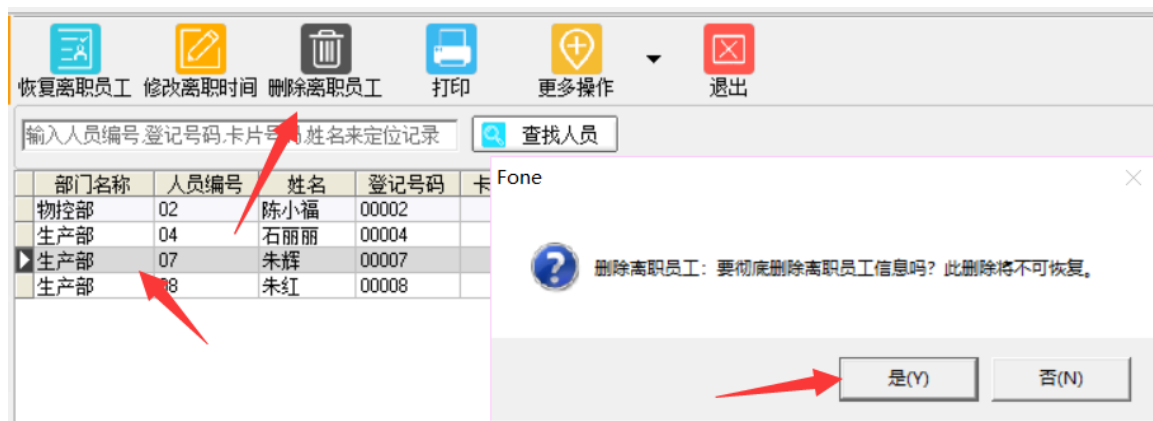 恢复离职员工 修改离职时间 删除离职员工 打印 更多操作 退出
输入人员编号,登记号码,卡片号码,姓名来定位记录 查找人员
部门名称 人员编号 姓名 登记号码 卡
物控部 02 陈小福 00002
生产部 04 石丽丽 00004
生产部 07 朱辉 00007
生产部 08 朱红 00008
Fone
删除离职员工：要彻底删除离职员工信息吗？此删除将不可恢复。
是(Y) 否(N)